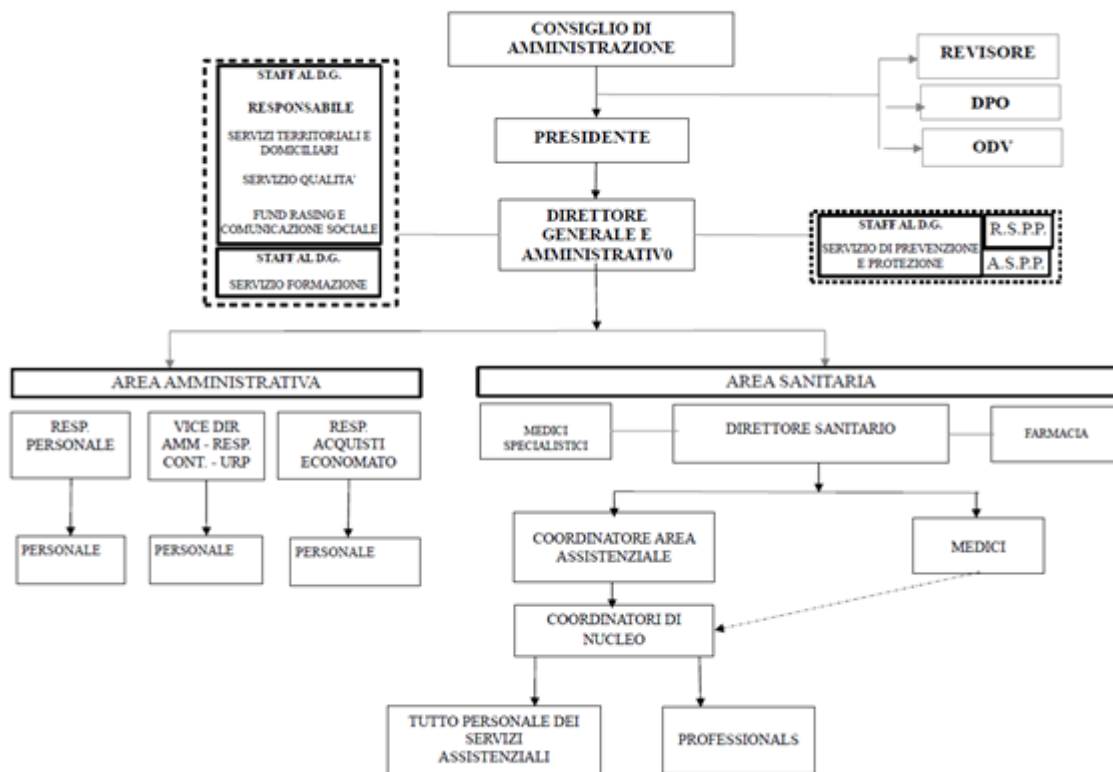 CONSIGLIO DI
AMMINISTRAZIONE
REVISORE
DPO
ODV
STAFF AL D.G.
RESPONSABILE
SERVIZI TERRITORIALI E
DOMICILIARI
SERVIZIO QUALITA'
FUND RASING E
COMUNICAZIONE SOCIALE
STAFF AL D.G.
SERVIZIO FORMAZIONE
PRESIDENTE
DIRETTORE
GENERALE E
AMMINISTRATIV0
STAFF AL D.G.
SERVIZIO DI PREVENZIONE
E PROTEZIONE
R.S.P.P.
A.S.P.P.
AREA AMMINISTRATIVA
AREA SANITARIA
RESP.
PERSONALE
VICE DIR
AMM - RESP.
CONT. - URP
RESP.
ACQUISTI
ECONOMATO
MEDICI
SPECIALISTICI
DIRETTORE SANITARIO
FARMACIA
PERSONALE
PERSONALE
PERSONALE
COORDINATORE AREA
ASSISTENZIALE
MEDICI
COORDINATORI DI
NUCLEO
TUTTO PERSONALE DEI
SERVIZI
ASSISTENZIALI
PROFESSIONALS